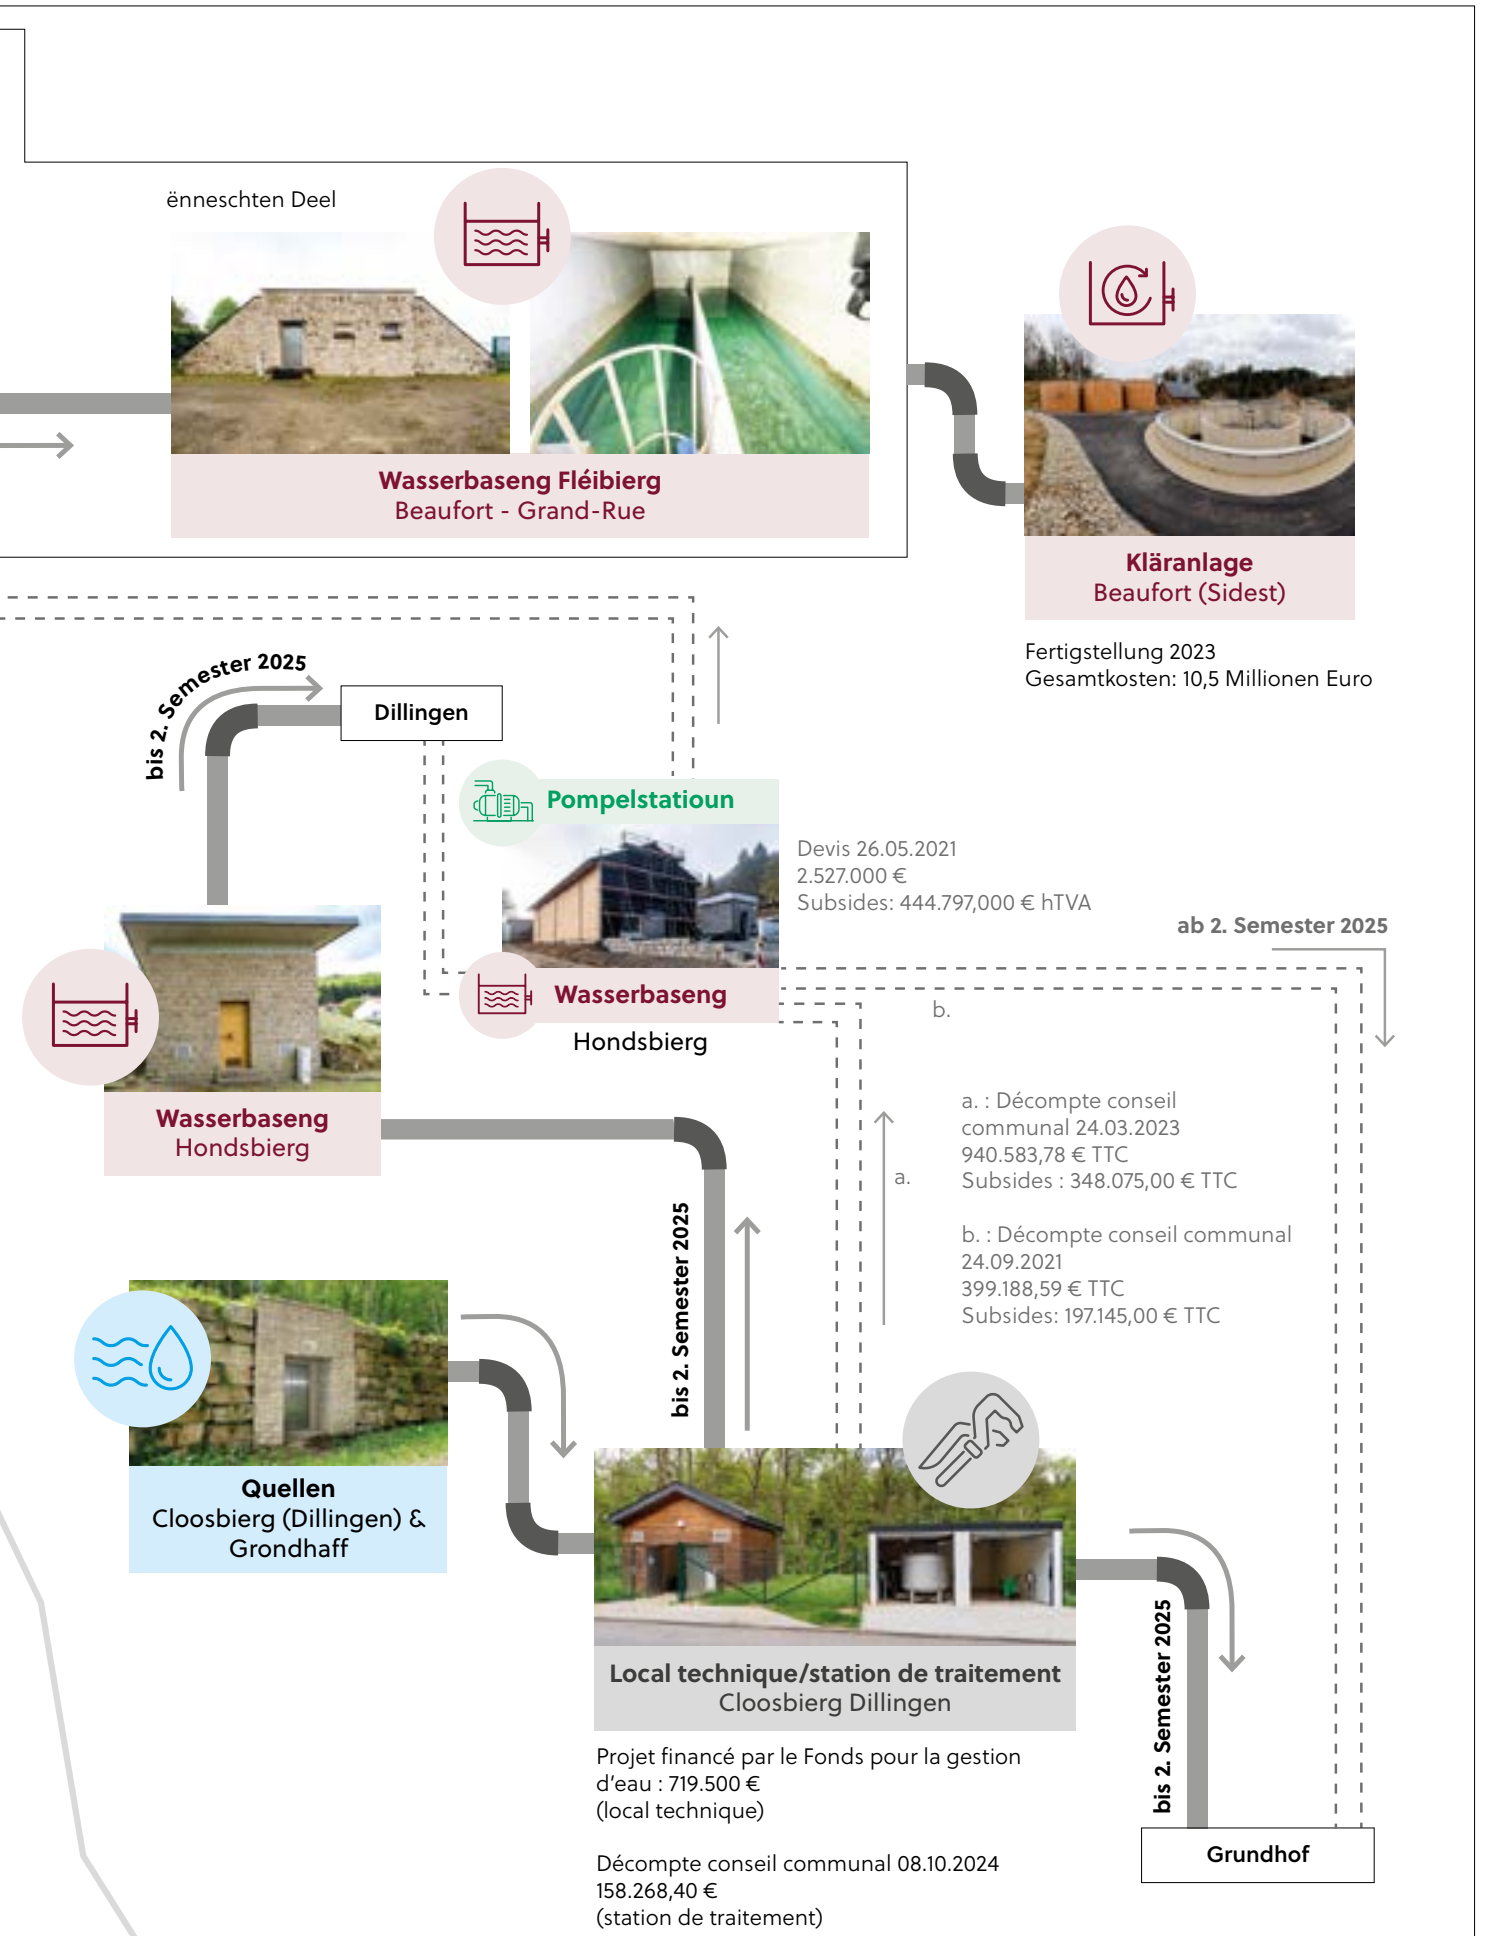 ënneschten Deel
Wasserbaseng Fléibierg
Beaufort - Grand-Rue
Kläranlage
Beaufort (Sidest)
Fertigstellung 2023
Gesamtkosten: 10,5 Millionen Euro
bis 2. Semester 2025
Dillingen
Pompelstatioun
Devis 26.05.2021
2.527.000 €
Subsides: 444.797,000 € hTVA
ab 2. Semester 2025
Wasserbaseng
Hondsbierg
b.
Wasserbaseng
Hondsbierg
a. : Décompte conseil
communal 24.03.2023
940.583,78 € TTC
Subsides : 348.075,00 € TTC
a.
b. : Décompte conseil communal
24.09.2021
399.188,59 € TTC
Subsides: 197.145,00 € TTC
bis 2. Semester 2025
Quellen
Cloosbierg (Dillingen) &
Grondhaff
Local technique/station de traitement
Cloosbierg Dillingen
Projet financé par le Fonds pour la gestion
d'eau : 719.500 €
(local technique)
Décompte conseil communal 08.10.2024
158.268,40 €
(station de traitement)
bis 2. Semester 2025
Grundhof